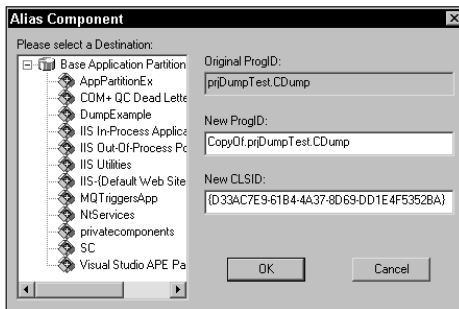 Alias Component
Please select a Destination:
Base Application Partition
AppPartitionEx
COM+ QC Dead Lette
DumpExample
IIS In-Process Applica
IIS Out-Of-Process Po
IIS Utilities
IIS-{Default Web Site
MQTriggersApp
NtServices
privatecomponents
SC
Visual Studio APE Pa
Original ProgID:
prjDumpTest.CDump
New ProgID:
CopyOf.prjDumpTest.CDump
New CLSID:
{D33AC7E9-61B4-4A37-8D69-DD1E4F5352BA}
OK
Cancel